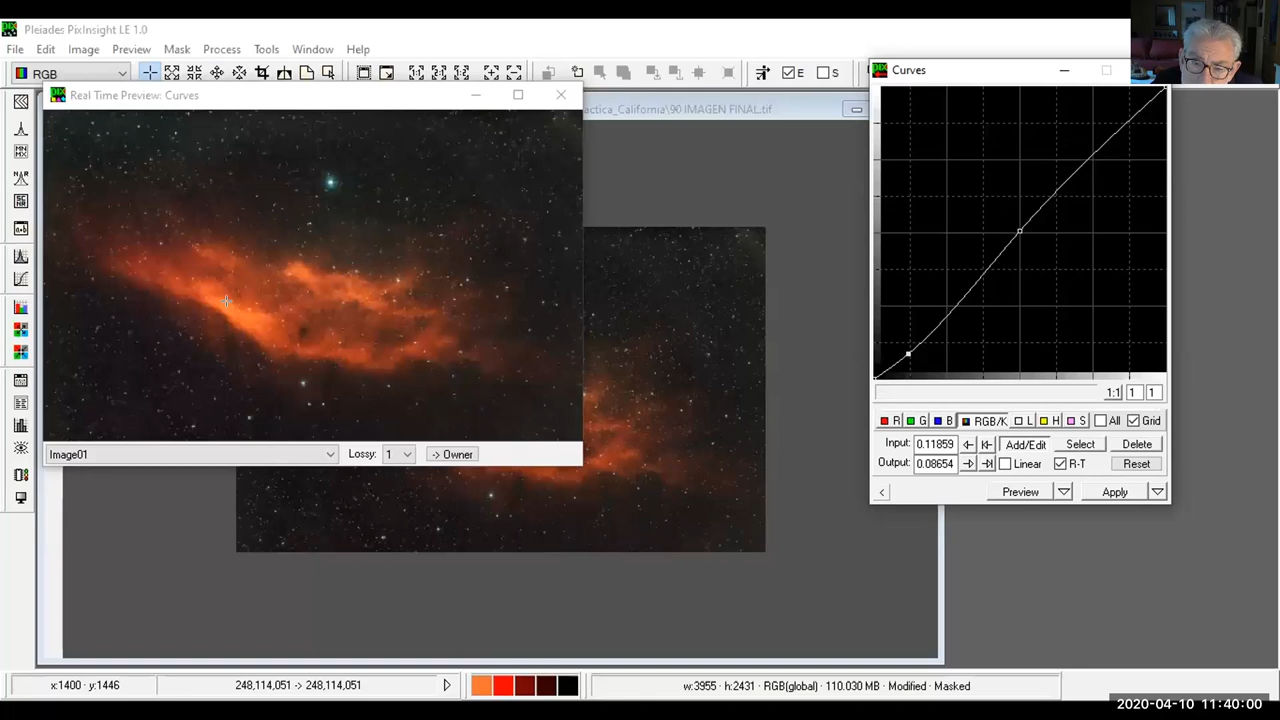 Pleiades PixInsight LE 1.0
File Edit Image Preview Mask Process Tools Window Help
RGB
1:1
E
S
Real Time Preview: Curves
actica_California\90 IMAGEN FINAL.tif
Curves
1:1 1 1
R G B RGB/K L H S All Grid
Input: 0.11859 Add/Edit Select Delete
Output: 0.08654 Linear R-T Reset
Preview Apply
Image01 Lossy: 1 -> Owner
x:1400 · y:1446
248,114,051 -> 248,114,051
w:3955 · h:2431 · RGB(global) · 110.030 MB · Modified · Masked
2020-04-10 11:40:00